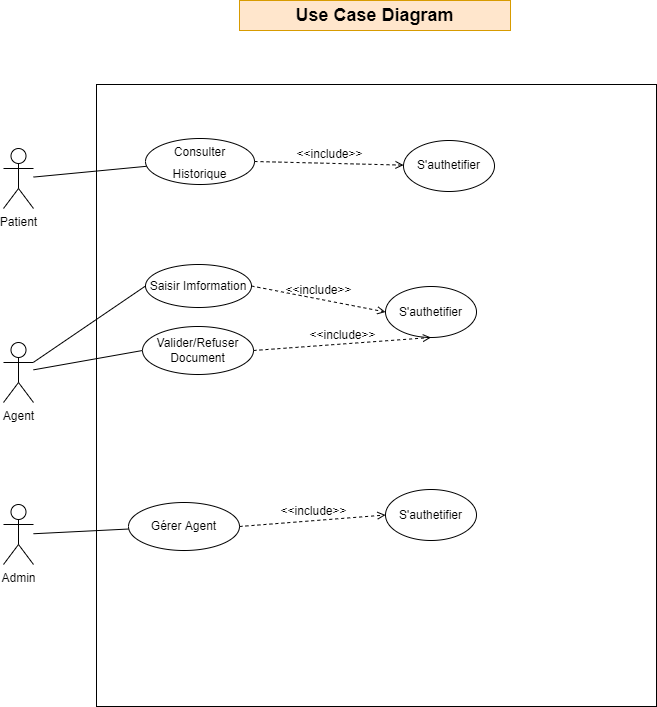 Use Case Diagram
Consulter
Historique
<<include>>
S'authetifier
Patient
Saisir Imformation
<<include>>
S'authetifier
Valider/Refuser
Document
<<include>>
Agent
Gérer Agent
<<include>>
S'authetifier
Admin